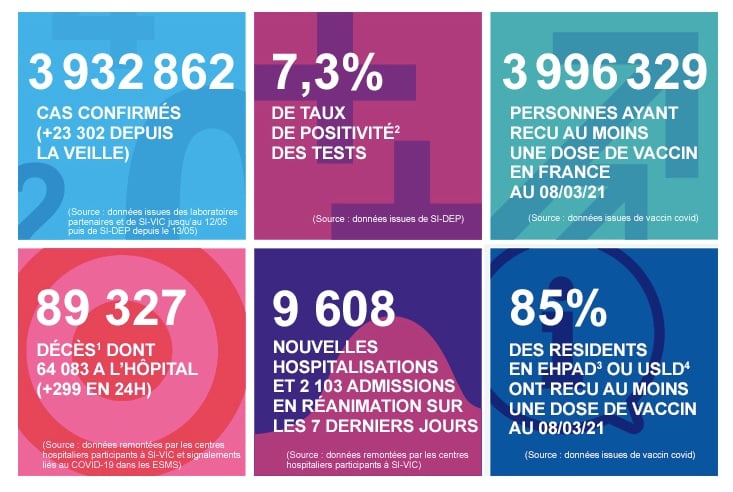 3 932 862
CAS CONFIRMÉS
(+23 302 DEPUIS
LA VEILLE)
(Source : données issues des laboratoires
partenaires et de SI-VIC jusqu'au 12/05
puis de SI-DEP depuis le 13/05)
7,3%
DE TAUX
DE POSITIVITÉ²
DES TESTS
(Source : données issues de SI-DEP)
3 996 329
PERSONNES AYANT
RECU AU MOINS
UNE DOSE DE VACCIN
EN FRANCE
AU 08/03/21
(Source : données issues de vaccin covid)
89 327
DÉCÈS¹ DONT
64 083 A L'HÔPITAL
(+299 EN 24H)
(Source : données remontées par les centres
hospitaliers participants à SI-VIC et signalements
liés au COVID-19 dans les ESMS)
9 608
NOUVELLES
HOSPITALISATIONS
ET 2 103 ADMISSIONS
EN RÉANIMATION SUR
LES 7 DERNIERS JOURS
(Source : données remontées par les centres
hospitaliers participants à SI-VIC)
85%
DES RESIDENTS
EN EHPAD³ OU USLD⁴
ONT RECU AU MOINS
UNE DOSE DE VACCIN
AU 08/03/21
(Source : données issues de vaccin covid)